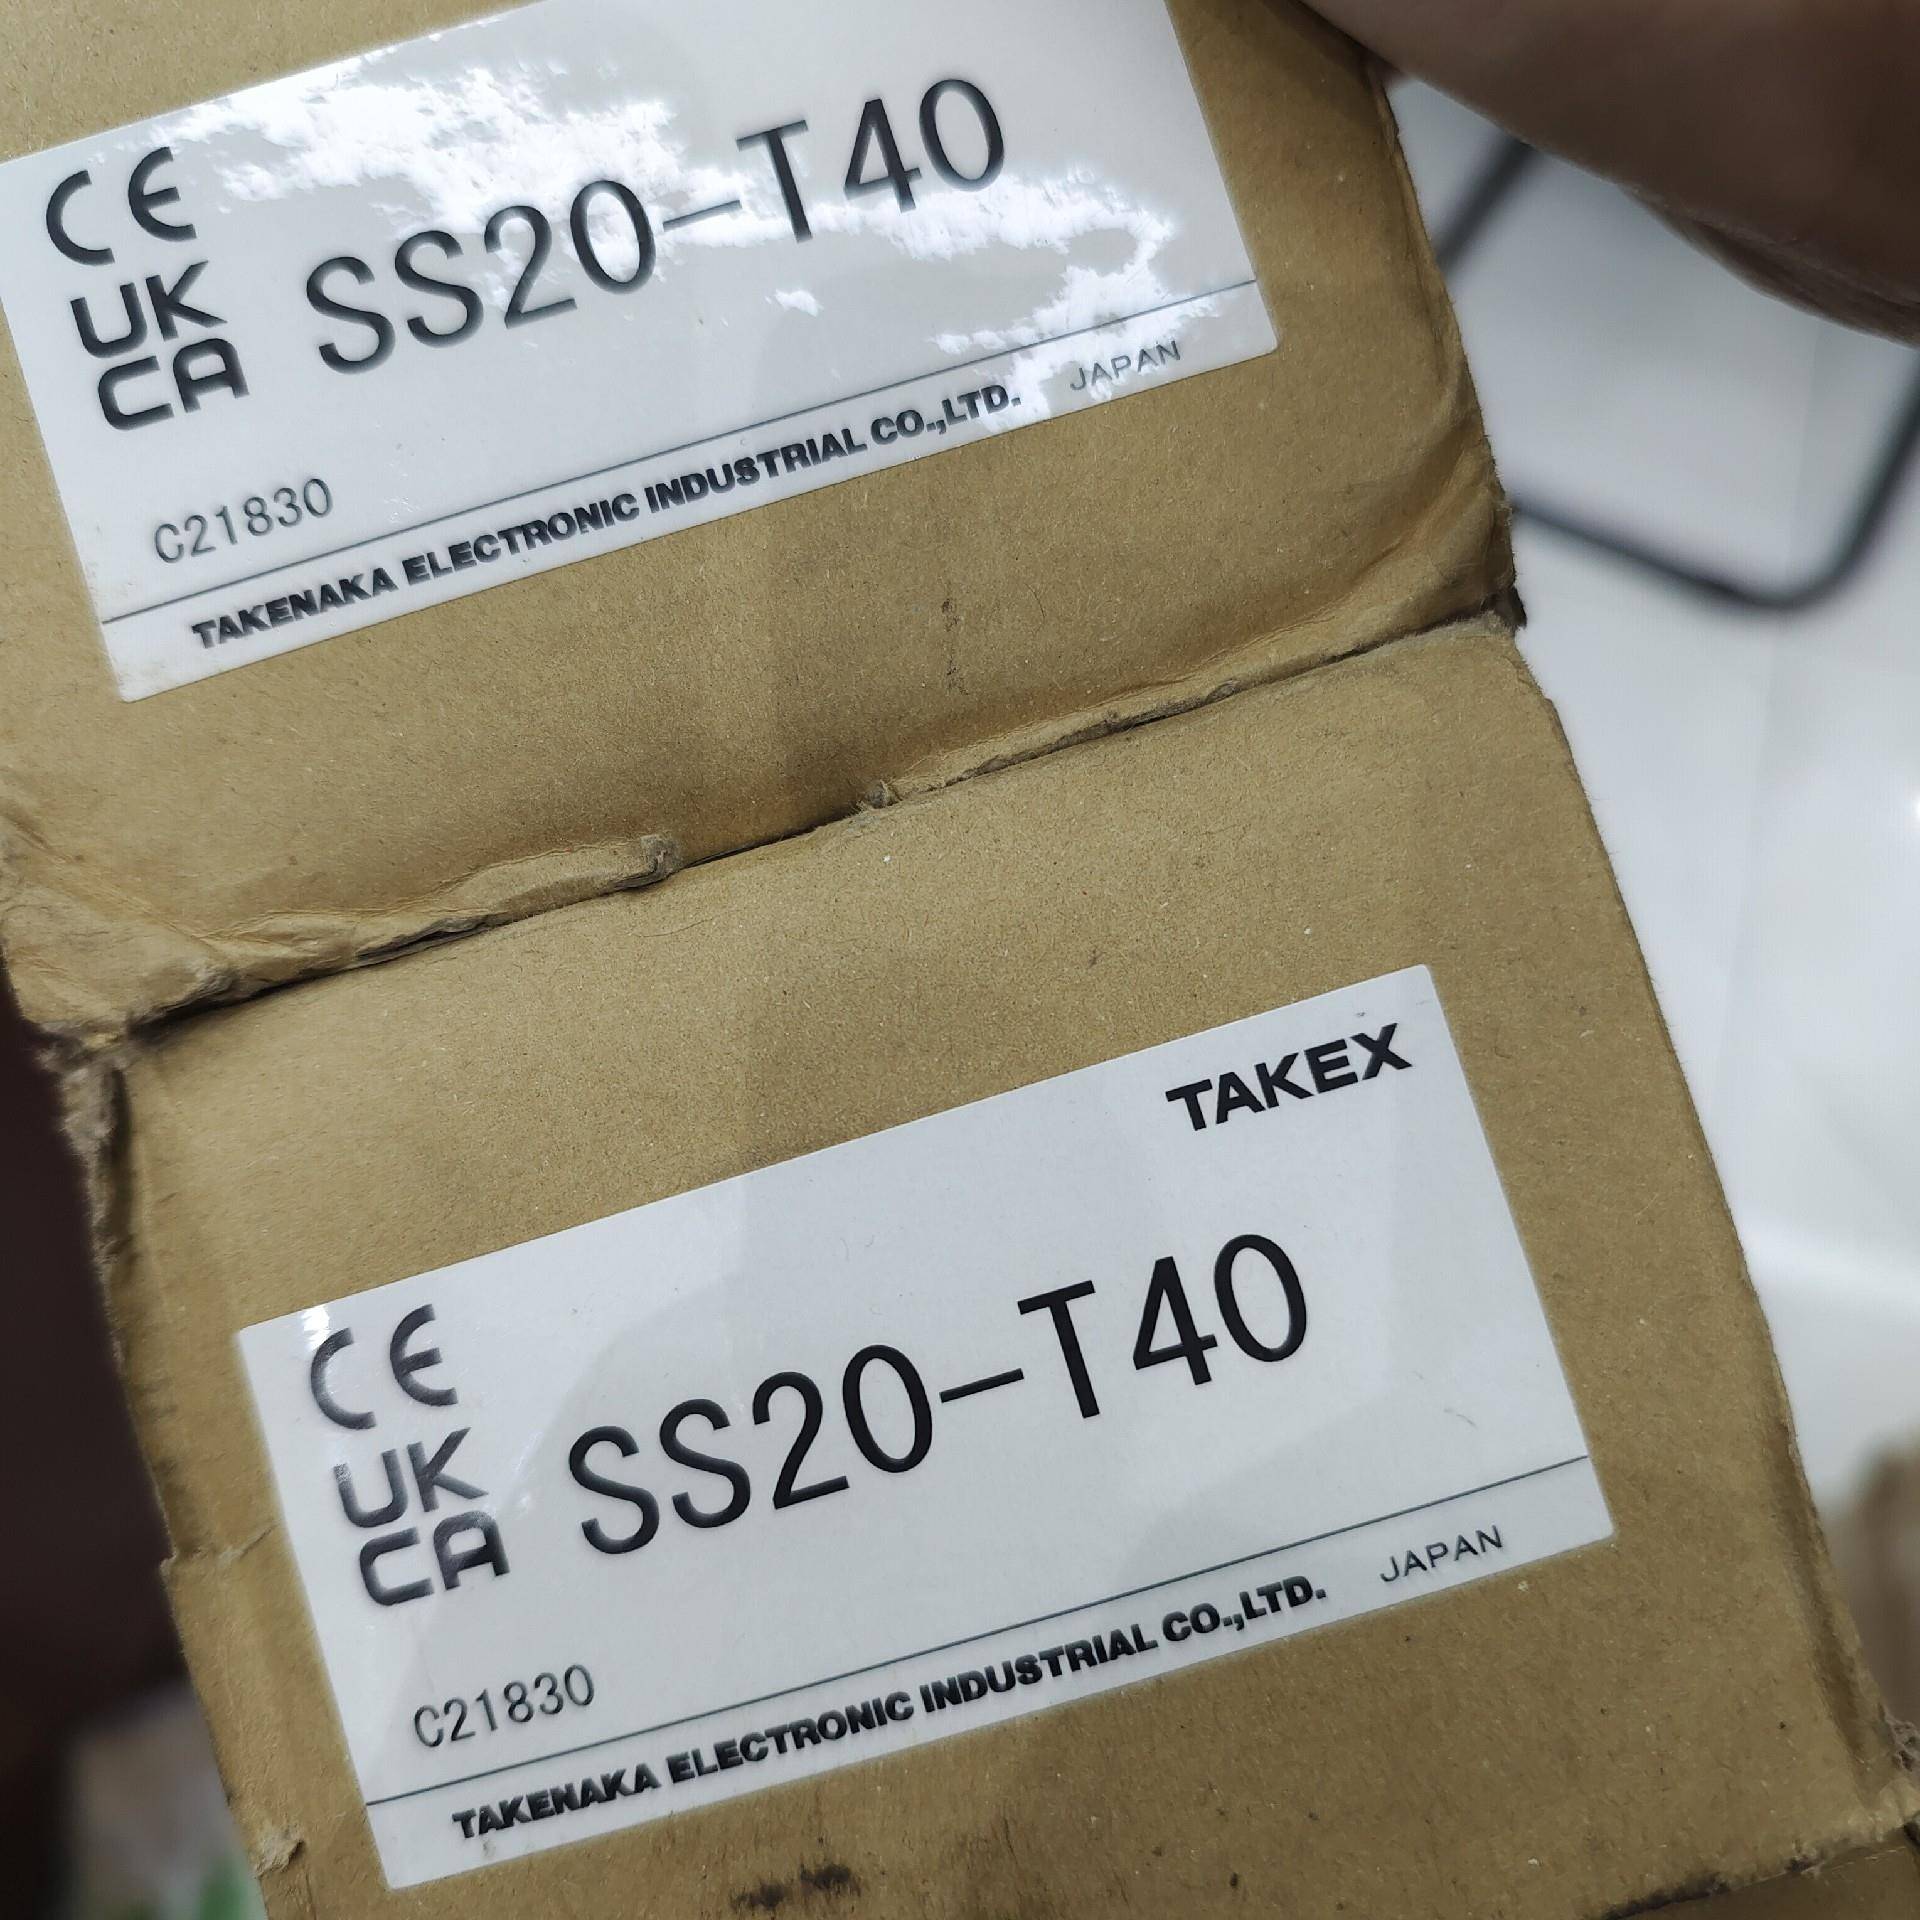 CE
UK
CA
SS20-T40
C21830
TAKENAKA ELECTRONIC INDUSTRIAL CO.,LTD. JAPAN
TAKEX
CE
UK
CA
SS20-T40
C21830
TAKENAKA ELECTRONIC INDUSTRIAL CO.,LTD. JAPAN